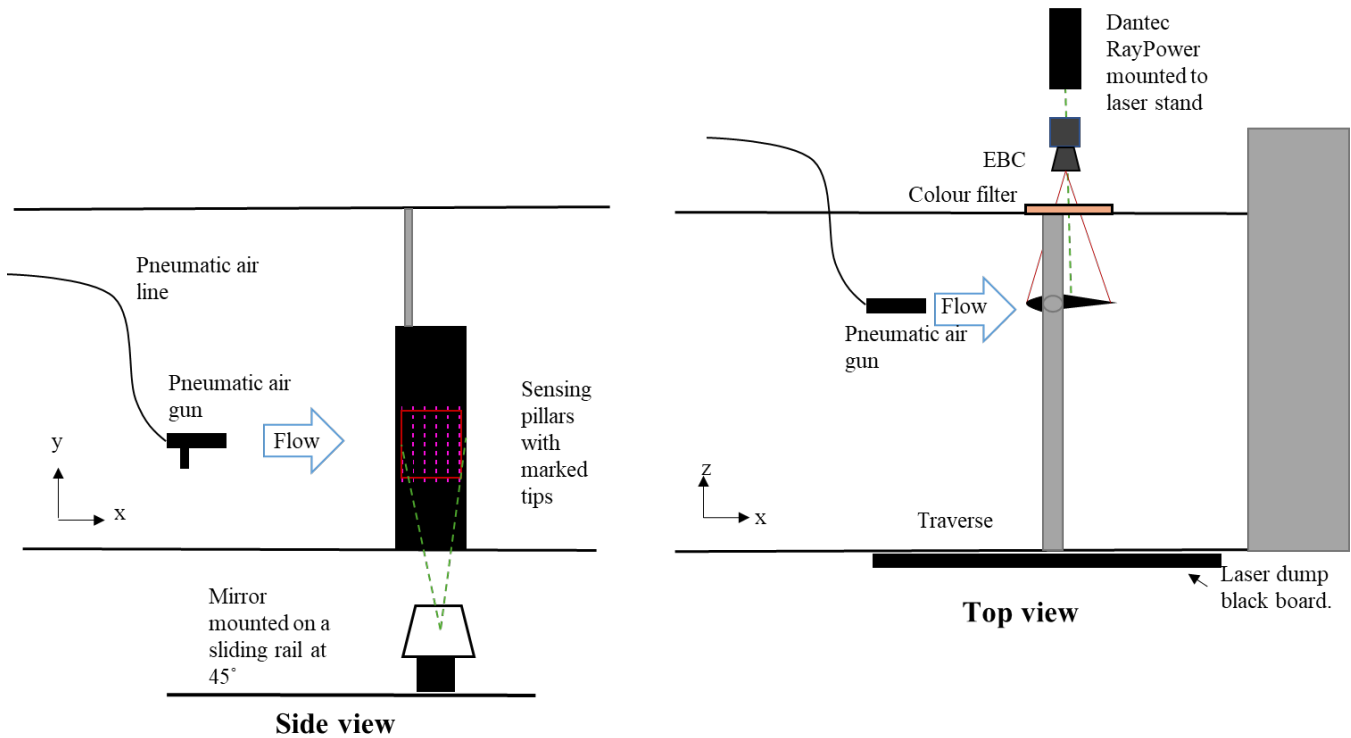 Pneumatic air
line
Pneumatic air
gun
Flow
Sensing
pillars
with
marked
tips
y
x
Mirror
mounted on a
sliding rail at
45˚
Side view
Dantec
RayPower
mounted to
laser stand
EBC
Colour filter
Flow
Pneumatic air
gun
z
x
Traverse
Laser dump
black board.
Top view